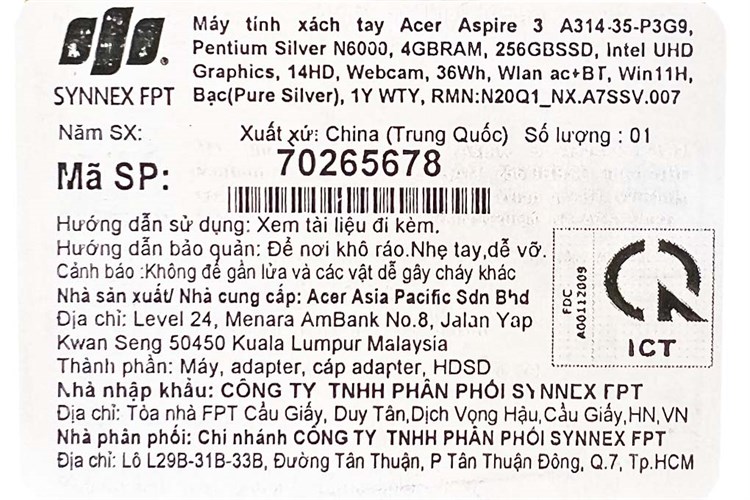 Máy tính xách tay Acer Aspire 3 A314-35-P3G9,
Pentium Silver N6000, 4GBRAM, 256GBSSD, Intel UHD
Graphics, 14HD, Webcam, 36Wh, Wlan ac+BT, Win11H,
SYNNEX FPT
Bạc(Pure Silver), 1Y WTY, RMN:N20Q1_NX.A7SSV.007
Năm SX: Xuất xứ: China (Trung Quốc) Số lượng : 01
Mã SP: 70265678
Hướng dẫn sử dụng: Xem tài liệu đi kèm.
Hướng dẫn bảo quản: Để nơi khô ráo.Nhẹ tay,dễ vỡ.
Cảnh báo :Không để gần lửa và các vật dễ gây cháy khác
Nhà sản xuất/ Nhà cung cấp: Acer Asia Pacific Sdn Bhd
Địa chỉ: Level 24, Menara AmBank No.8, Jalan Yap
Kwan Seng 50450 Kuala Lumpur Malaysia
FDC
A00112009
ICT
Thành phần: Máy, adapter, cáp adapter, HDSD
Nhà nhập khẩu: CÔNG TY TNHH PHÂN PHỐI SYNNEX FPT
Địa chỉ: Tòa nhà FPT Cầu Giấy, Duy Tân,Dịch Vọng Hậu,Cầu Giấy,HN,VN
Nhà phân phối: Chi nhánh CÔNG TY TNHH PHÂN PHỐI SYNNEX FPT
Địa chỉ: Lô L29B-31B-33B, Đường Tân Thuận, P Tân Thuận Đông, Q.7, Tp.HCM